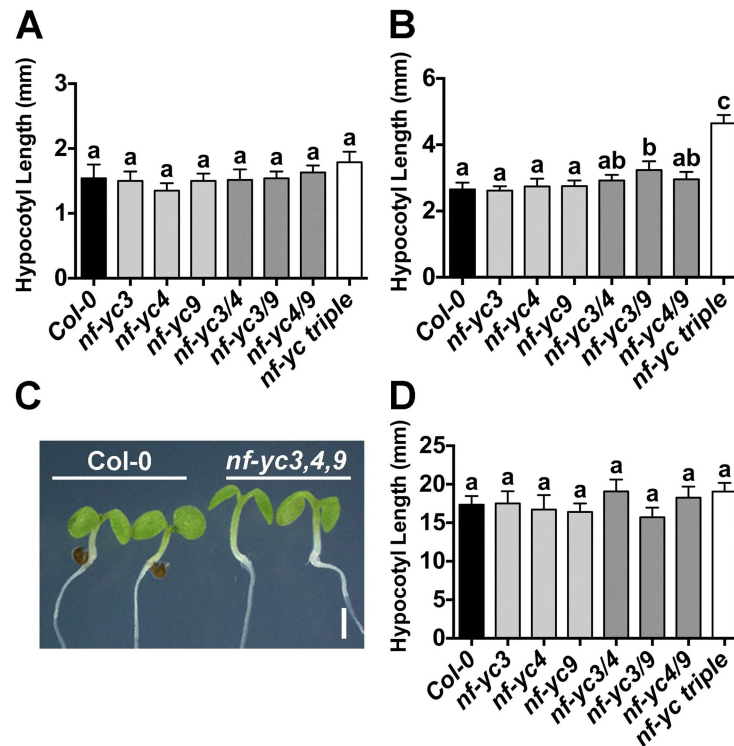 A
Hypocotyl Length (mm)
3
2
1
0
a a a a a a a a
Col-0
nf-yc3
nf-yc4
nf-yc9
nf-yc3/4
nf-yc3/9
nf-yc4/9
nf-yc triple
B
Hypocotyl Length (mm)
6
4
2
0
a a a a ab b ab c
Col-0
nf-yc3
nf-yc4
nf-yc9
nf-yc3/4
nf-yc3/9
nf-yc4/9
nf-yc triple
C
Col-0 nf-yc3,4,9
D
Hypocotyl Length (mm)
25
20
15
10
5
0
a a a a a a a a
Col-0
nf-yc3
nf-yc4
nf-yc9
nf-yc3/4
nf-yc3/9
nf-yc4/9
nf-yc triple